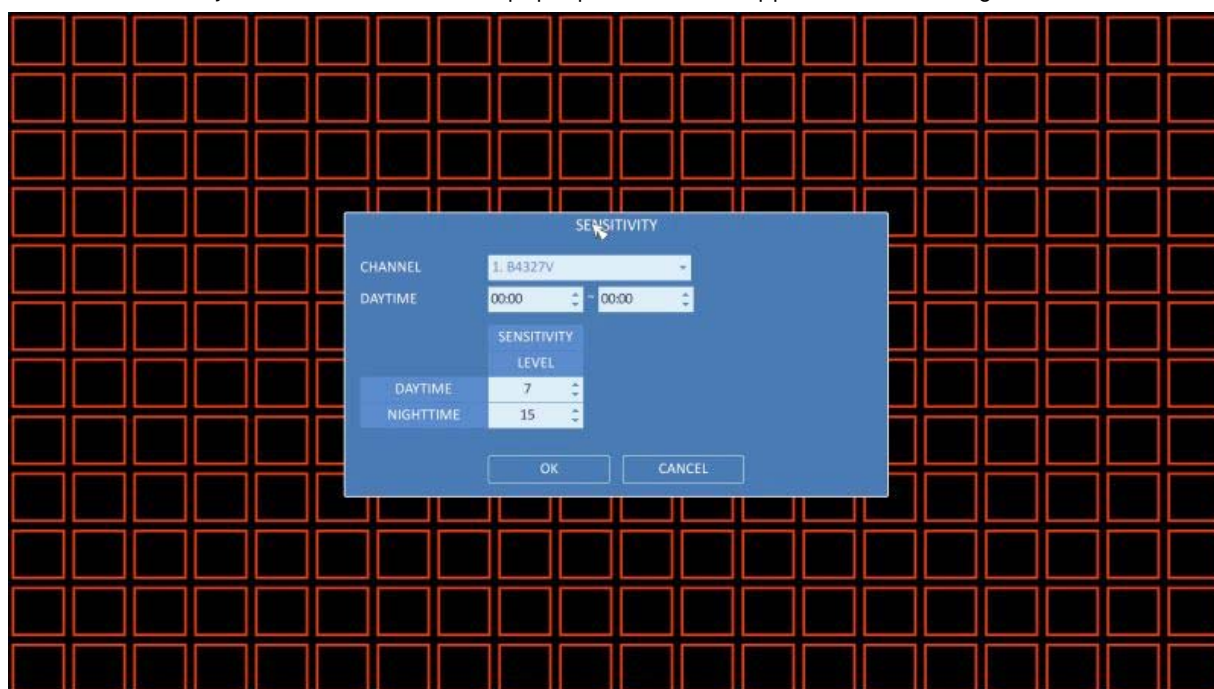 SENSITIVITY
CHANNEL 1. B4327V
DAYTIME 00:00 ~ 00:00
SENSITIVITY
LEVEL
DAYTIME 7
NIGHTTIME 15
OK CANCEL